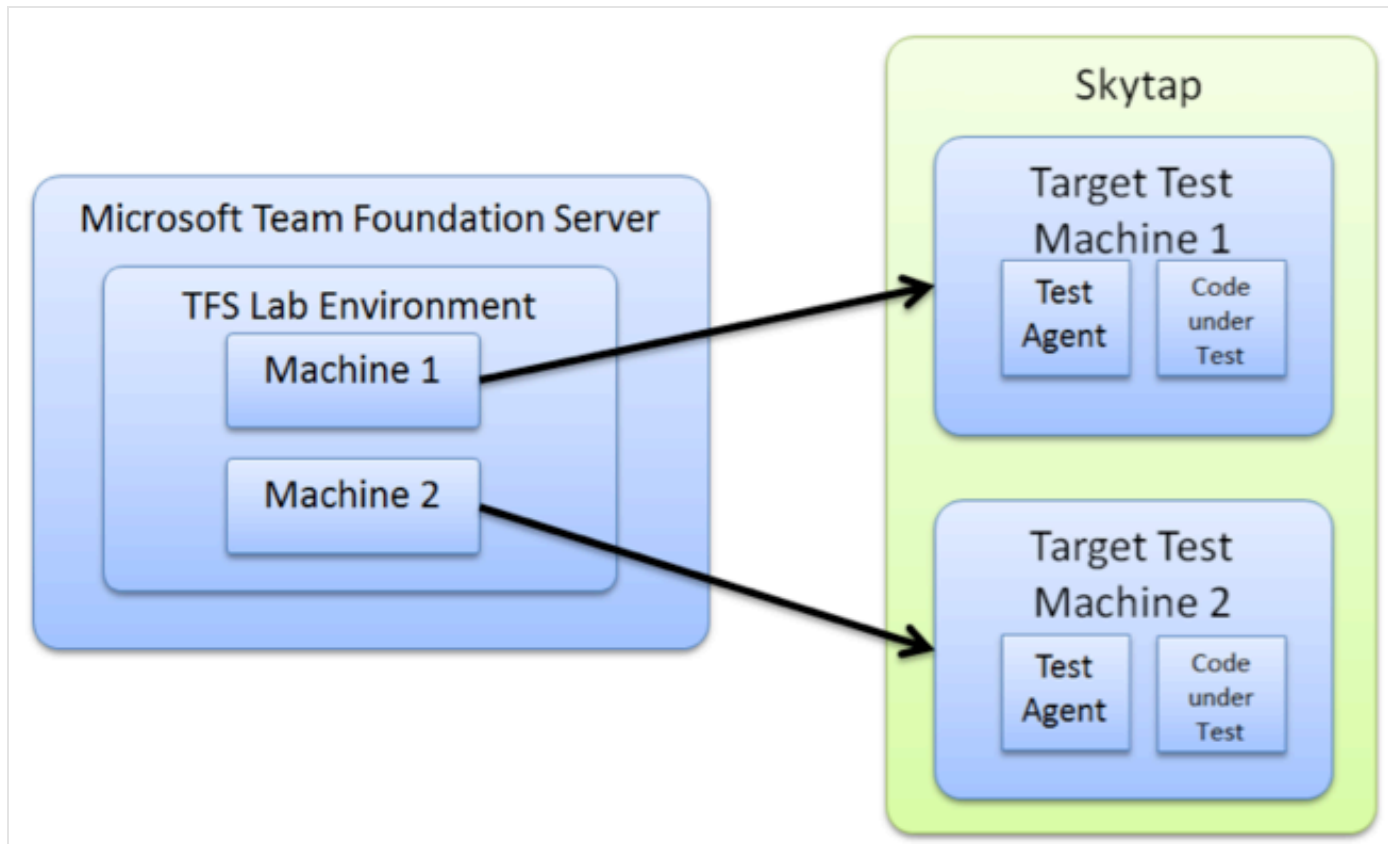 Microsoft Team Foundation Server
TFS Lab Environment
Machine 1
Machine 2
Skytap
Target Test
Machine 1
Test
Agent
Code
under
Test
Target Test
Machine 2
Test
Agent
Code
under
Test